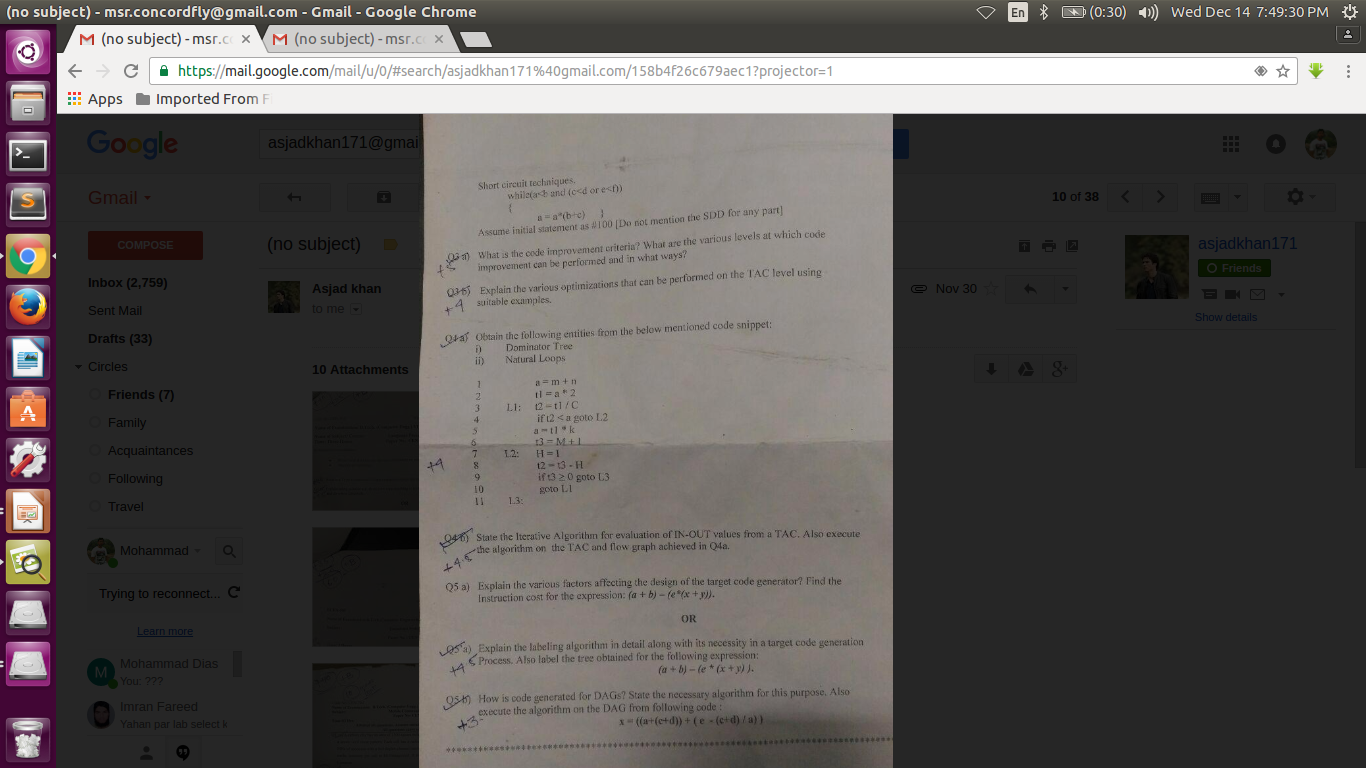 (no subject) - msr.concordfly@gmail.com - Gmail - Google Chrome
En
(0:30)
Wed Dec 14 7:49:30 PM
(no subject) - msr.c
(no subject) - msr.c
https://mail.google.com/mail/u/0/#search/asjadkhan171%40gmail.com/158b4f26c679aec1?projector=1
Apps
Imported From F
Google
asjadkhan171@gmai
Gmail
10 of 38
COMPOSE
Inbox (2,759)
Sent Mail
Drafts (33)
Circles
Friends (7)
Family
Acquaintances
Following
Travel
Mohammad
Trying to reconnect...
Learn more
Mohammad Dias
You: ???
Imran Fareed
Yahan par lab select k
(no subject)
Asjad khan
to me
10 Attachments
Nov 30
asjadkhan171
Friends
Show details
Short circuit techniques.
while(a<b and (c<d or e<f))
{
a = a*(b+c) }
Assume initial statement as #100 [Do not mention the SDD for any part]
Q3 a) What is the code improvement criteria? What are the various levels at which code
improvement can be performed and in what ways?
Q3 b) Explain the various optimizations that can be performed on the TAC level using
+4 suitable examples.
Q4 a) Obtain the following entities from the below mentioned code snippet:
i) Dominator Tree
ii) Natural Loops
1 a = m + n
2 t1 = a * 2
3 L1: t2 = t1 / C
4 if t2 < a goto L2
5 a = t1 * k
6 t3 = M + 1
7 L2: H = 1
+4 8 t2 = t3 - H
9 if t3 ≥ 0 goto L3
10 goto L1
11 L3:
Q4 b) State the Iterative Algorithm for evaluation of IN-OUT values from a TAC. Also execute
the algorithm on the TAC and flow graph achieved in Q4a.
+4.5
Q5 a) Explain the various factors affecting the design of the target code generator? Find the
Instruction cost for the expression: (a + b) – (e*(x + y)).
OR
Q5 a) Explain the labeling algorithm in detail along with its necessity in a target code generation
Process. Also label the tree obtained for the following expression:
(a + b) – (e * (x + y) ).
Q5 b) How is code generated for DAGs? State the necessary algorithm for this purpose. Also
execute the algorithm on the DAG from following code :
+3 x = ((a+(c+d)) + ( e - (c+d) / a) )